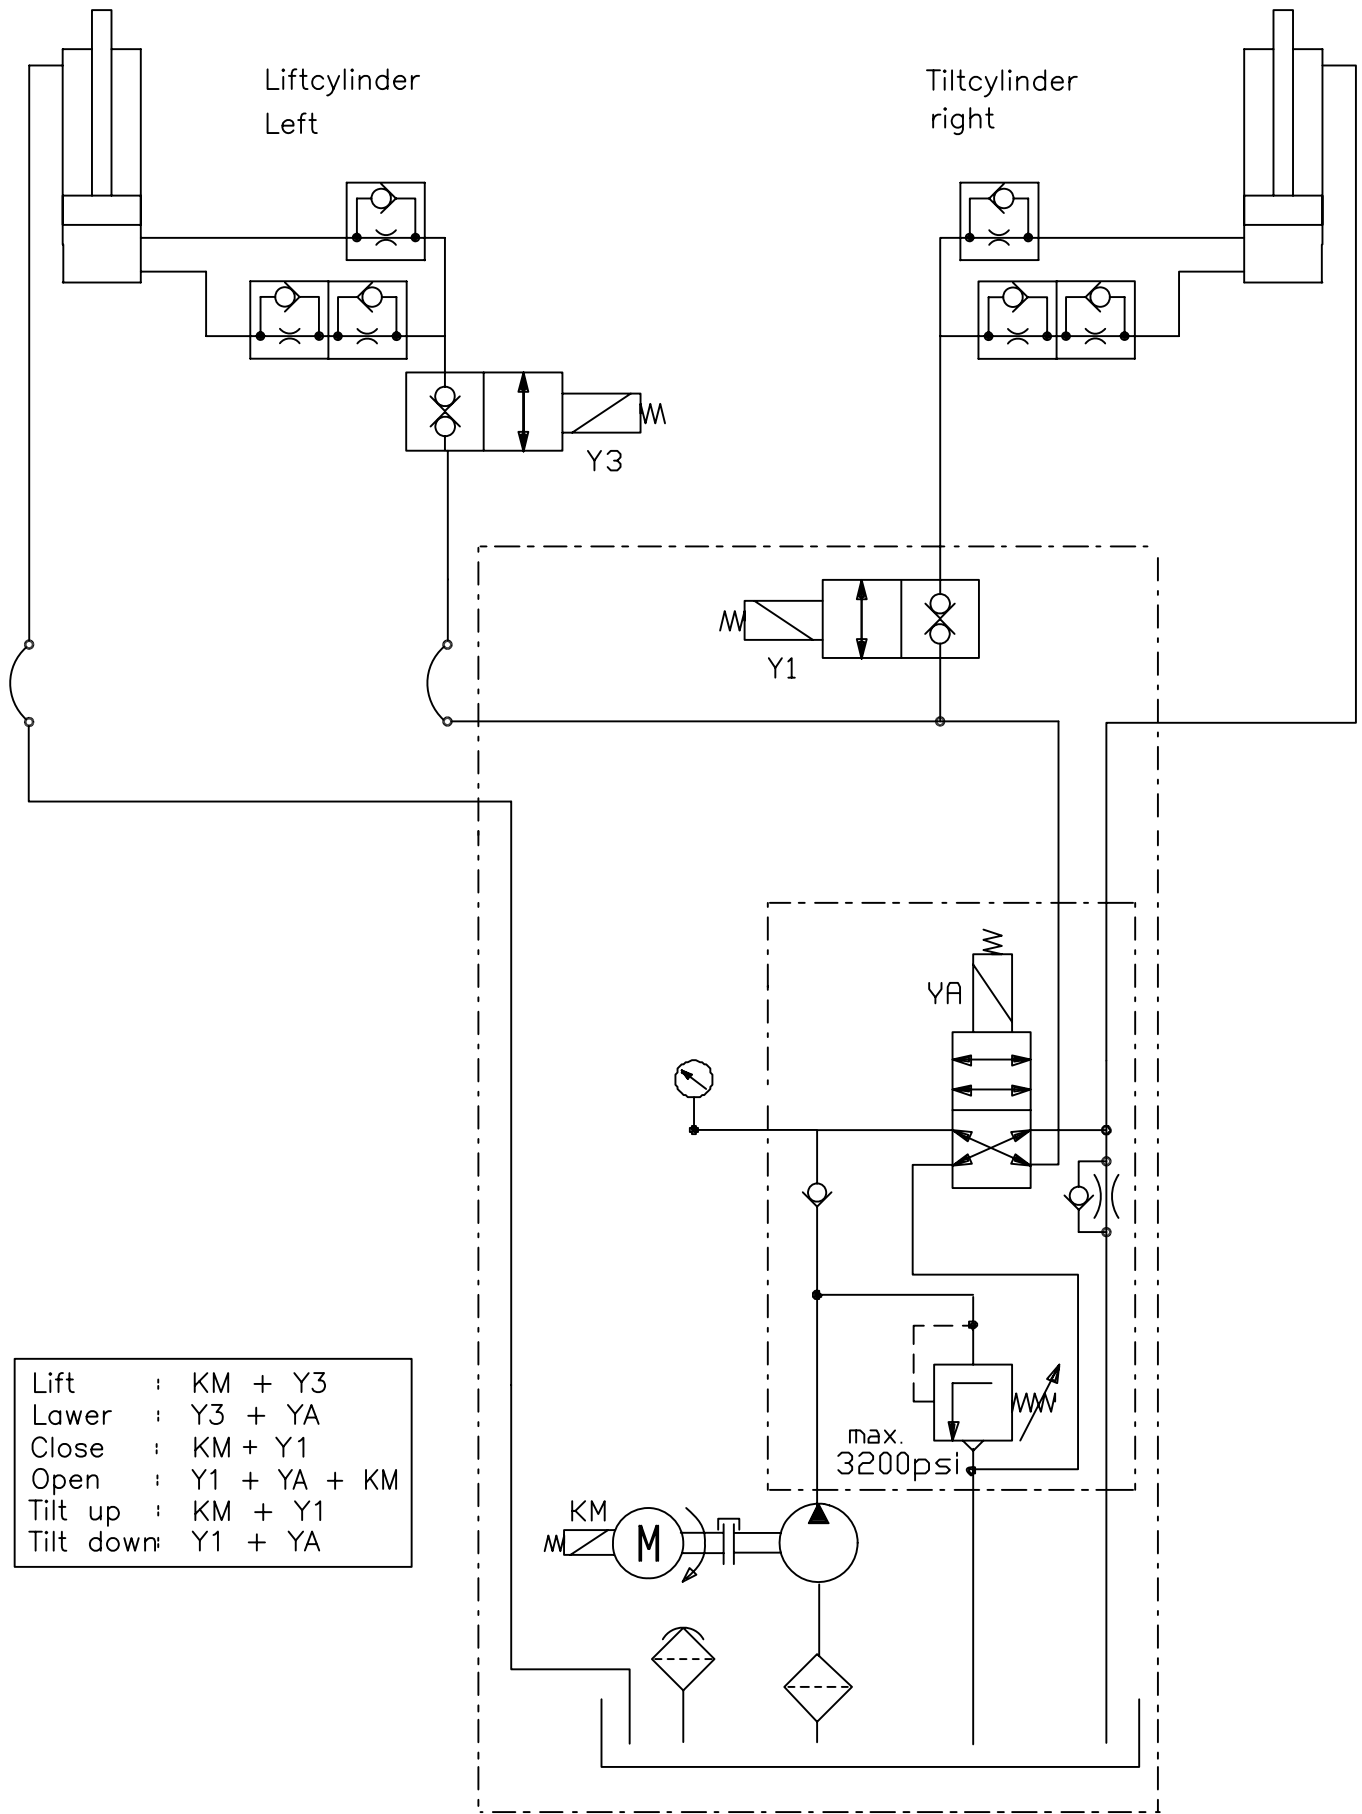 Liftcylinder
Left
Tiltcylinder
right
Y3
Y1
YA
max.
3200psi
KM
M
Lift : KM + Y3
Lawer : Y3 + YA
Close : KM + Y1
Open : Y1 + YA + KM
Tilt up : KM + Y1
Tilt down: Y1 + YA